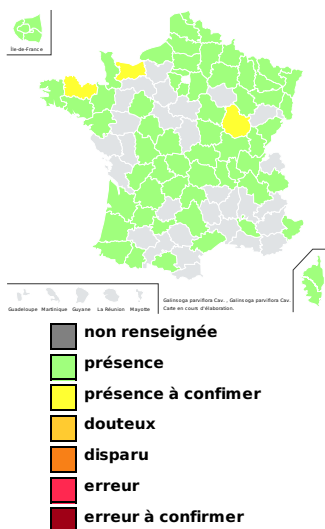 Île-de-France
Guadeloupe Martinique Guyane La Réunion Mayotte
Galinsoga parviflora Cav. , Galinsoga parviflora Cav.
Carte en cours d'élaboration.
non renseignée
présence
présence à confimer
douteux
disparu
erreur
erreur à confirmer